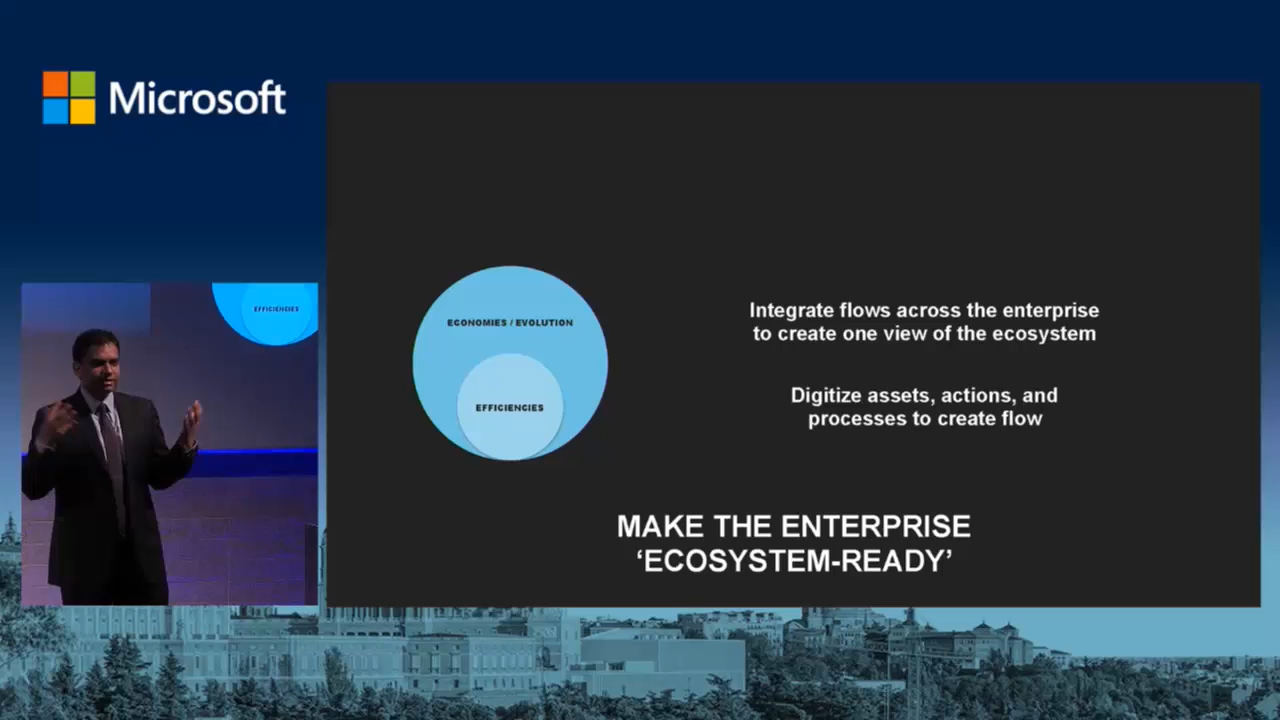 Microsoft
EFFICIENCIES
ECONOMIES / EVOLUTION
EFFICIENCIES
Integrate flows across the enterprise
to create one view of the ecosystem
Digitize assets, actions, and
processes to create flow
MAKE THE ENTERPRISE
‘ECOSYSTEM-READY’